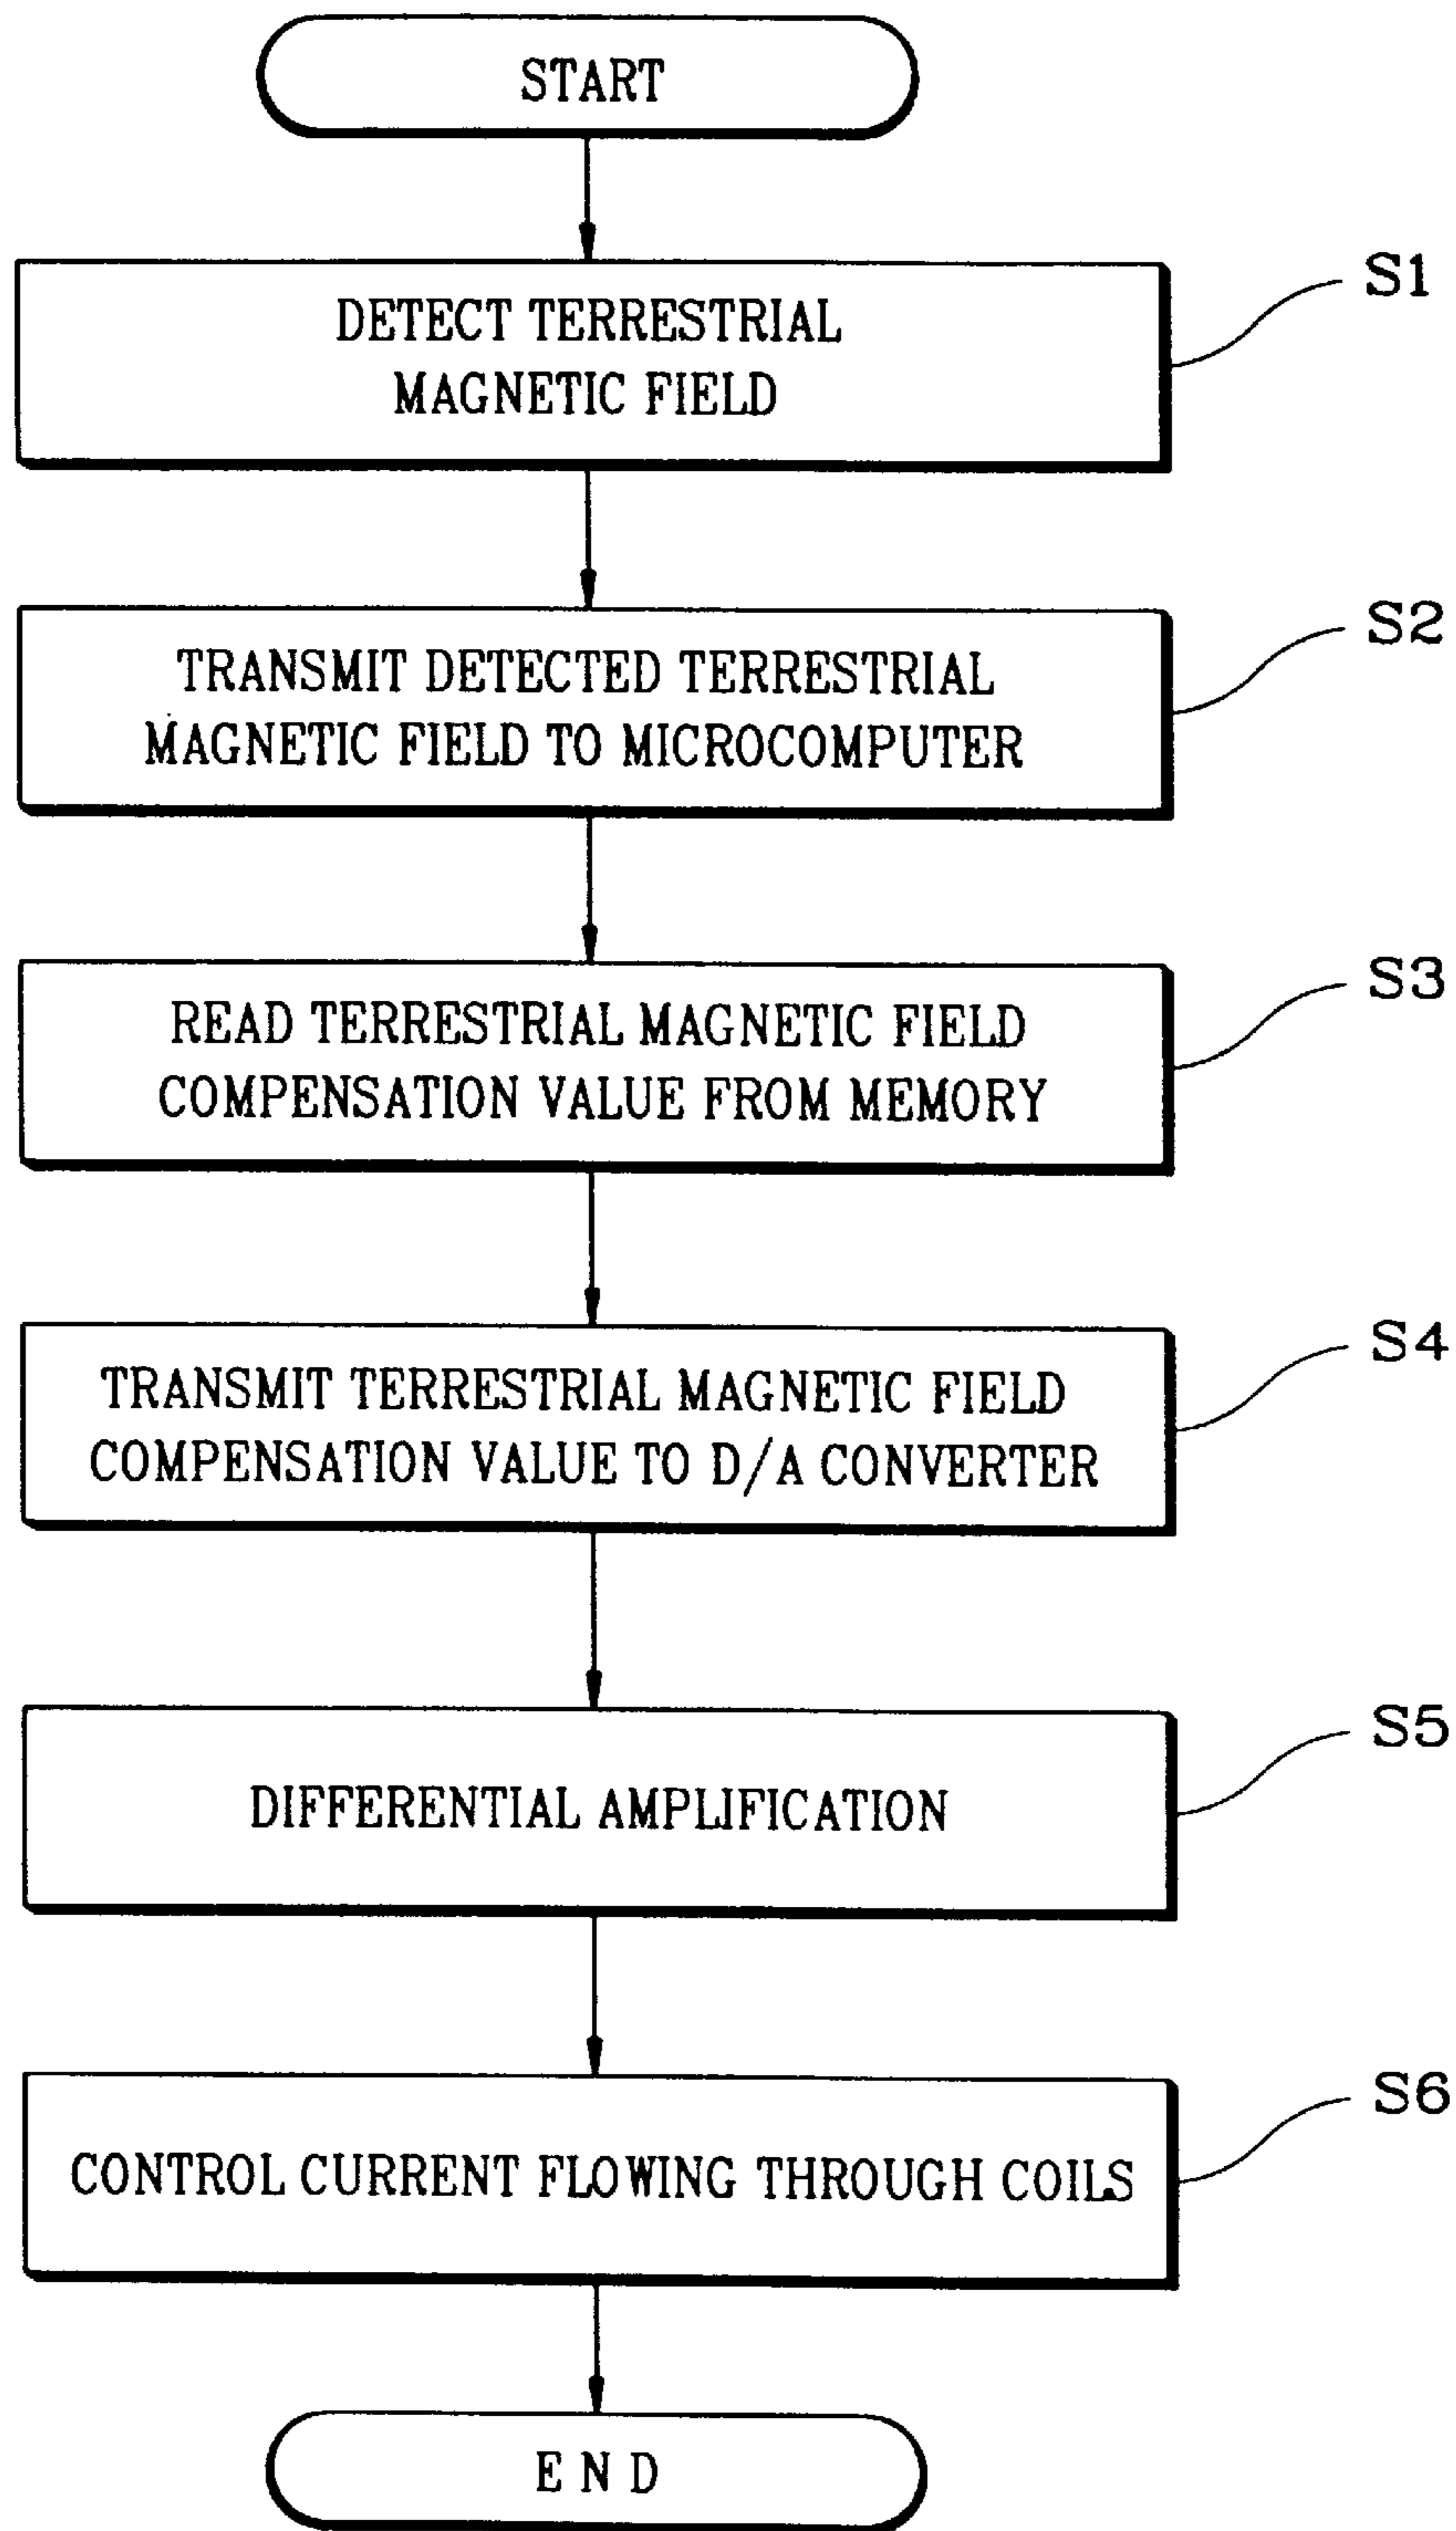 START
S1
DETECT TERRESTRIAL
MAGNETIC FIELD
S2
TRANSMIT DETECTED TERRESTRIAL
MAGNETIC FIELD TO MICROCOMPUTER
S3
READ TERRESTRIAL MAGNETIC FIELD
COMPENSATION VALUE FROM MEMORY
S4
TRANSMIT TERRESTRIAL MAGNETIC FIELD
COMPENSATION VALUE TO D/A CONVERTER
S5
DIFFERENTIAL AMPLIFICATION
S6
CONTROL CURRENT FLOWING THROUGH COILS
END